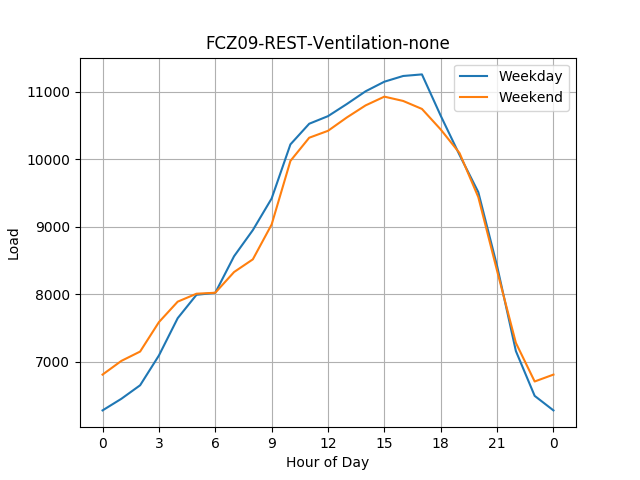 FCZ09-REST-Ventilation-none
Weekday
Weekend
11000
10000
9000
8000
7000
Load
0 3 6 9 12 15 18 21 0
Hour of Day